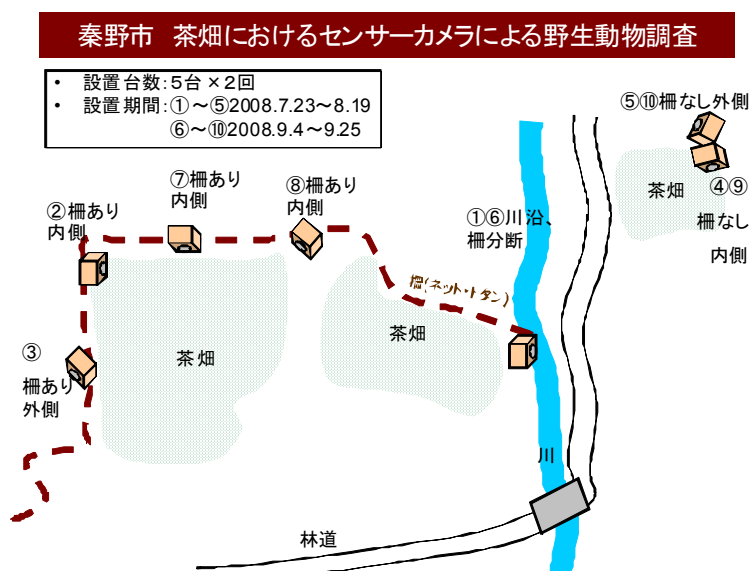 秦野市 茶畑におけるセンサーカメラによる野生動物調査
• 設置台数:5台×2回
• 設置期間:①～⑤2008.7.23～8.19
⑥～⑩2008.9.4～9.25
⑤⑩柵なし外側
⑦柵あり
内側
⑧柵あり
内側
②柵あり
内側
①⑥川沿、
柵分断
茶畑
④⑨
柵なし
内側
柵(ネット・トタン)
③
柵あり
外側
茶畑
茶畑
川
林道